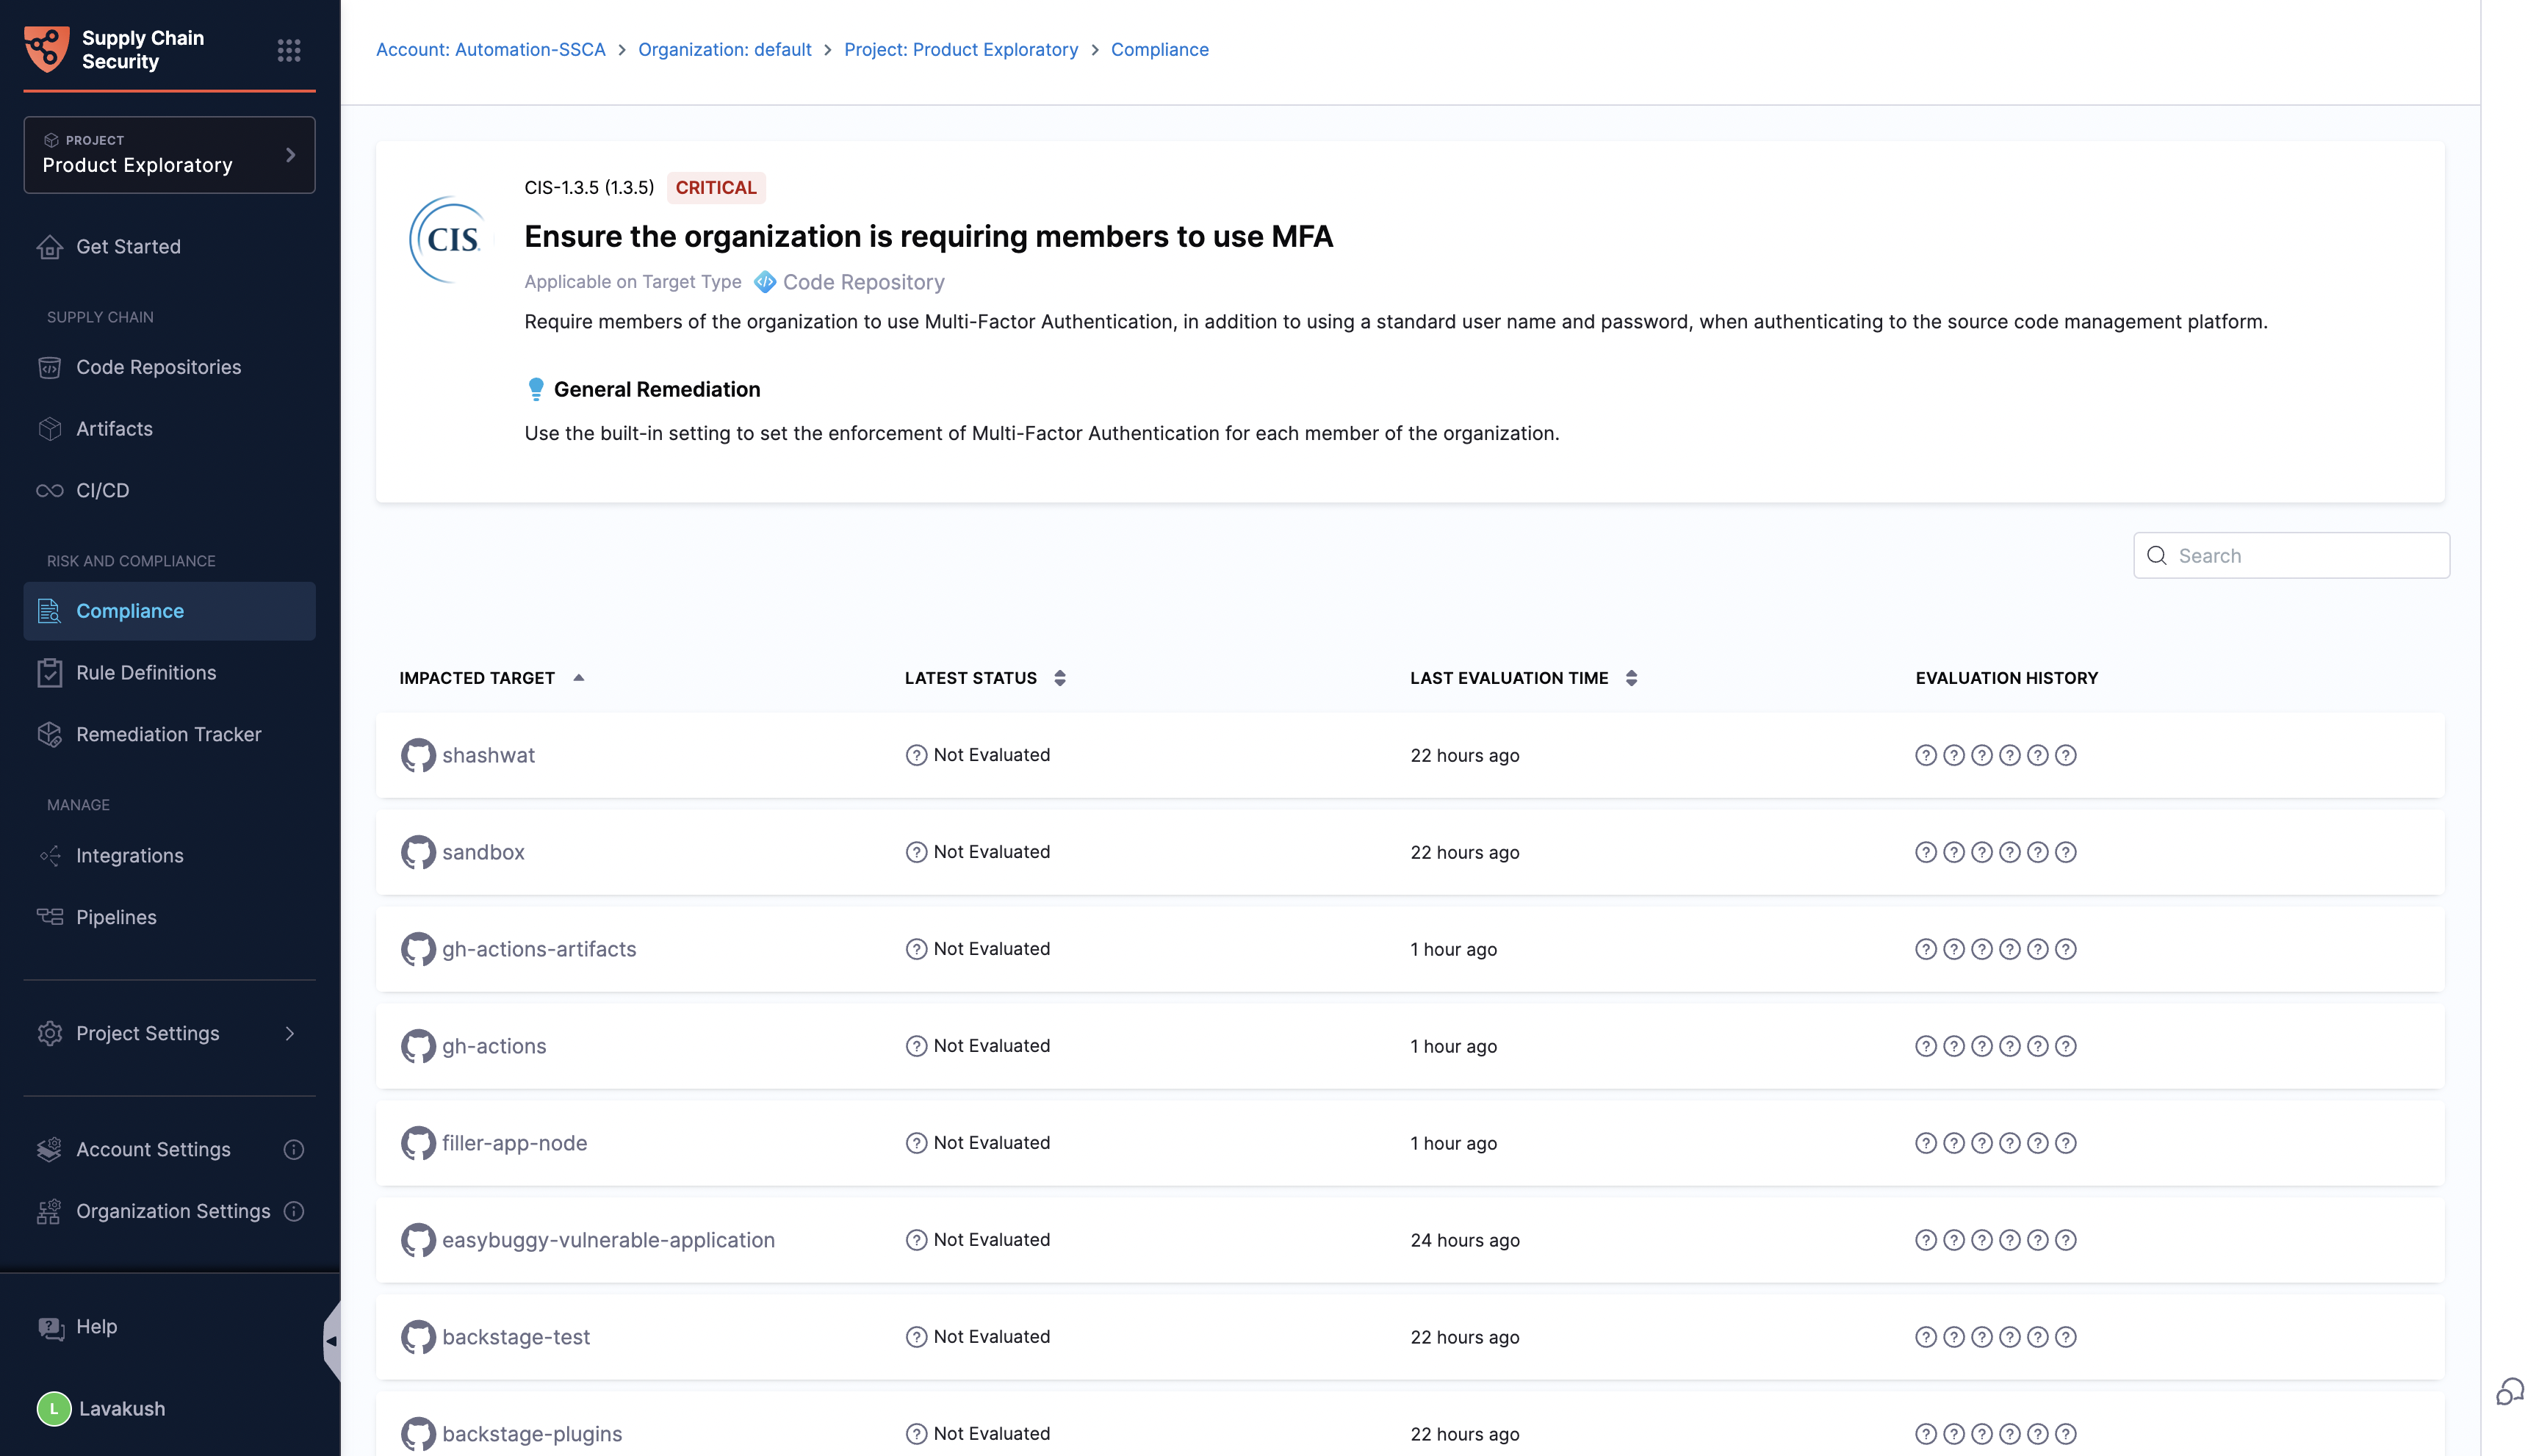 Supply Chain
Security
PROJECT
Product Exploratory
Get Started
SUPPLY CHAIN
Code Repositories
Artifacts
CI/CD
RISK AND COMPLIANCE
Compliance
Rule Definitions
Remediation Tracker
MANAGE
Integrations
Pipelines
Project Settings
Account Settings
Organization Settings
Help
L Lavakush
Account: Automation-SSCA > Organization: default > Project: Product Exploratory > Compliance
CIS
CIS-1.3.5 (1.3.5) CRITICAL
Ensure the organization is requiring members to use MFA
Applicable on Target Type Code Repository
Require members of the organization to use Multi-Factor Authentication, in addition to using a standard user name and password, when authenticating to the source code management platform.
General Remediation
Use the built-in setting to set the enforcement of Multi-Factor Authentication for each member of the organization.
Search
IMPACTED TARGET LATEST STATUS LAST EVALUATION TIME EVALUATION HISTORY
shashwat ? Not Evaluated 22 hours ago ? ? ? ? ? ?
sandbox ? Not Evaluated 22 hours ago ? ? ? ? ? ?
gh-actions-artifacts ? Not Evaluated 1 hour ago ? ? ? ? ? ?
gh-actions ? Not Evaluated 1 hour ago ? ? ? ? ? ?
filler-app-node ? Not Evaluated 1 hour ago ? ? ? ? ? ?
easybuggy-vulnerable-application ? Not Evaluated 24 hours ago ? ? ? ? ? ?
backstage-test ? Not Evaluated 22 hours ago ? ? ? ? ? ?
backstage-plugins ? Not Evaluated 22 hours ago ? ? ? ? ? ?